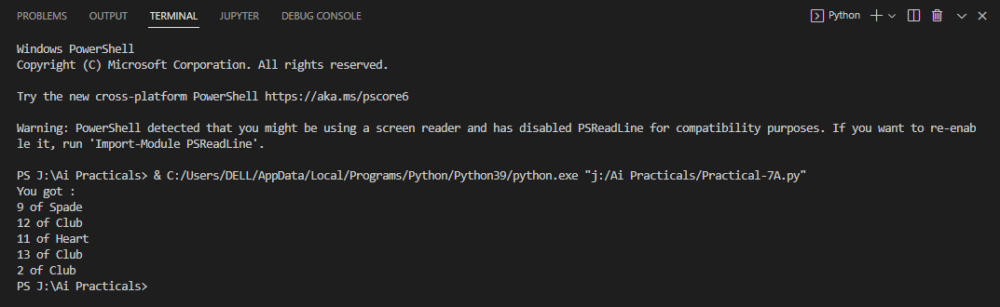 PROBLEMS OUTPUT TERMINAL JUPYTER DEBUG CONSOLE Python
Windows PowerShell
Copyright (C) Microsoft Corporation. All rights reserved.
Try the new cross-platform PowerShell https://aka.ms/pscore6
Warning: PowerShell detected that you might be using a screen reader and has disabled PSReadLine for compatibility purposes. If you want to re-enab
le it, run 'Import-Module PSReadLine'.
PS J:\Ai Practicals> & C:/Users/DELL/AppData/Local/Programs/Python/Python39/python.exe "j:/Ai Practicals/Practical-7A.py"
You got :
9 of Spade
12 of Club
11 of Heart
13 of Club
2 of Club
PS J:\Ai Practicals>